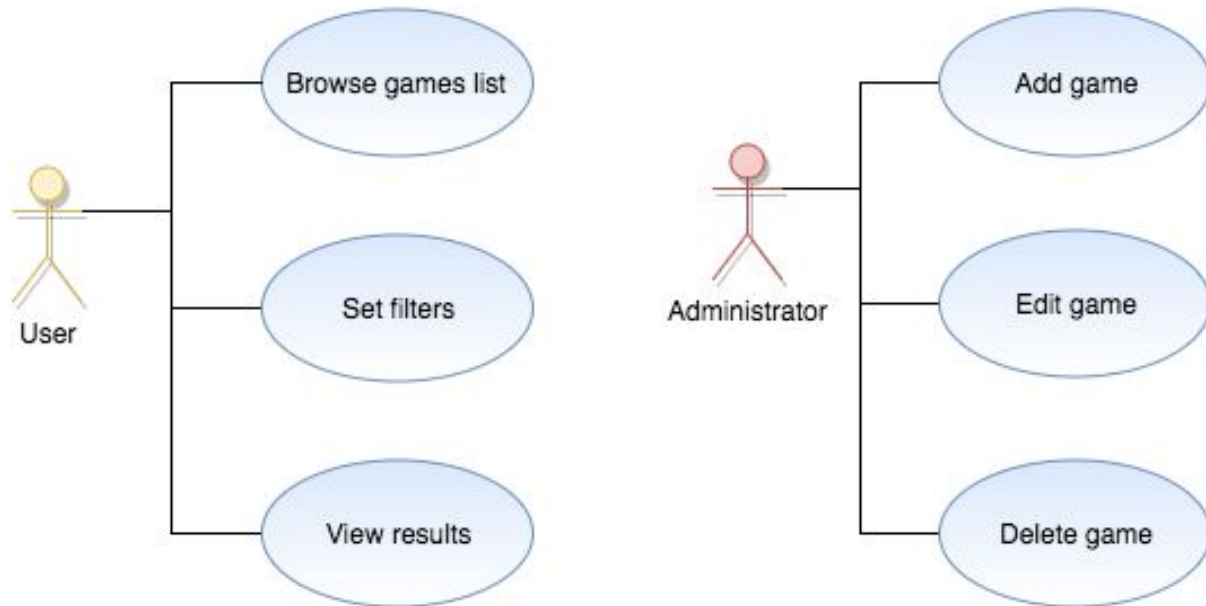 Browse games list
Set filters
View results
User
Add game
Edit game
Delete game
Administrator